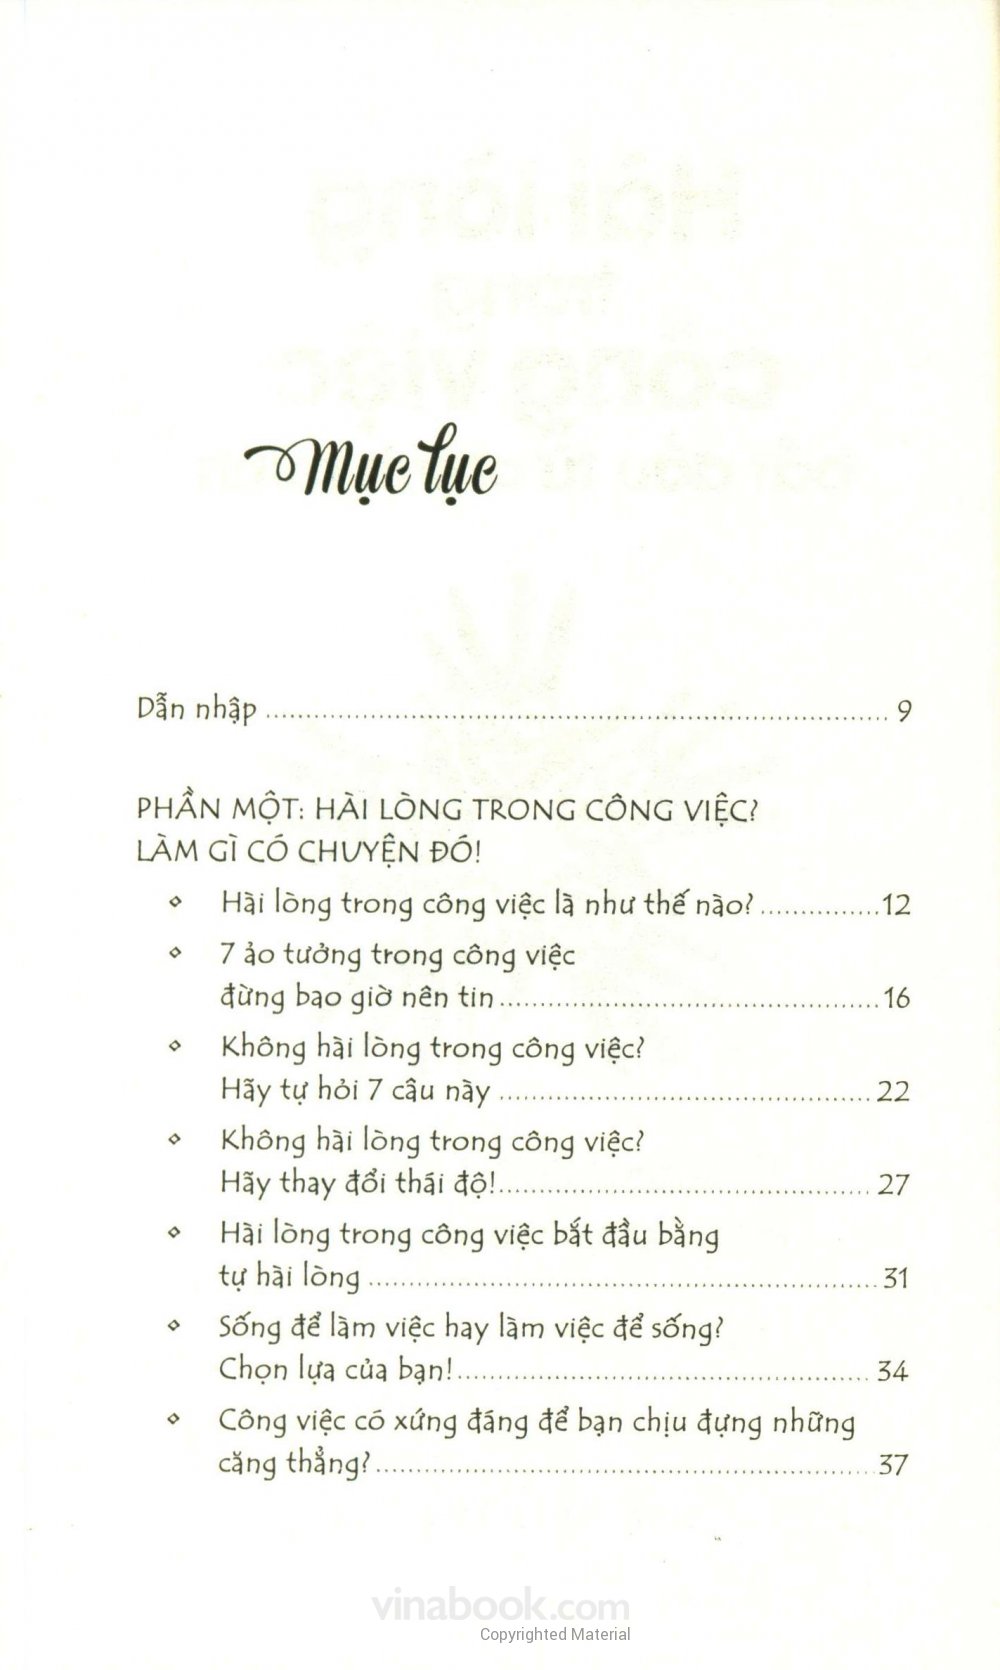 Mục lục
Dẫn nhập ........................................ 9
PHẦN MỘT: HÀI LÒNG TRONG CÔNG VIỆC?
LÀM GÌ CÓ CHUYỆN ĐÓ!
Hài lòng trong công việc là như thế nào? ...............12
7 ảo tưởng trong công việc
đừng bao giờ nên tin ........................................16
Không hài lòng trong công việc?
Hãy tự hỏi 7 câu này ........................................ 22
Không hài lòng trong công việc?
Hãy thay đổi thái độ! ........................................ 27
Hài lòng trong công việc bắt đầu bằng
tự hài lòng ........................................ 31
Sống để làm việc hay làm việc để sống?
Chọn lựa của bạn! ........................................ 34
Công việc có xứng đáng để bạn chịu đựng những
căng thẳng? ........................................ 37
vinabook.com
Copyrighted Material